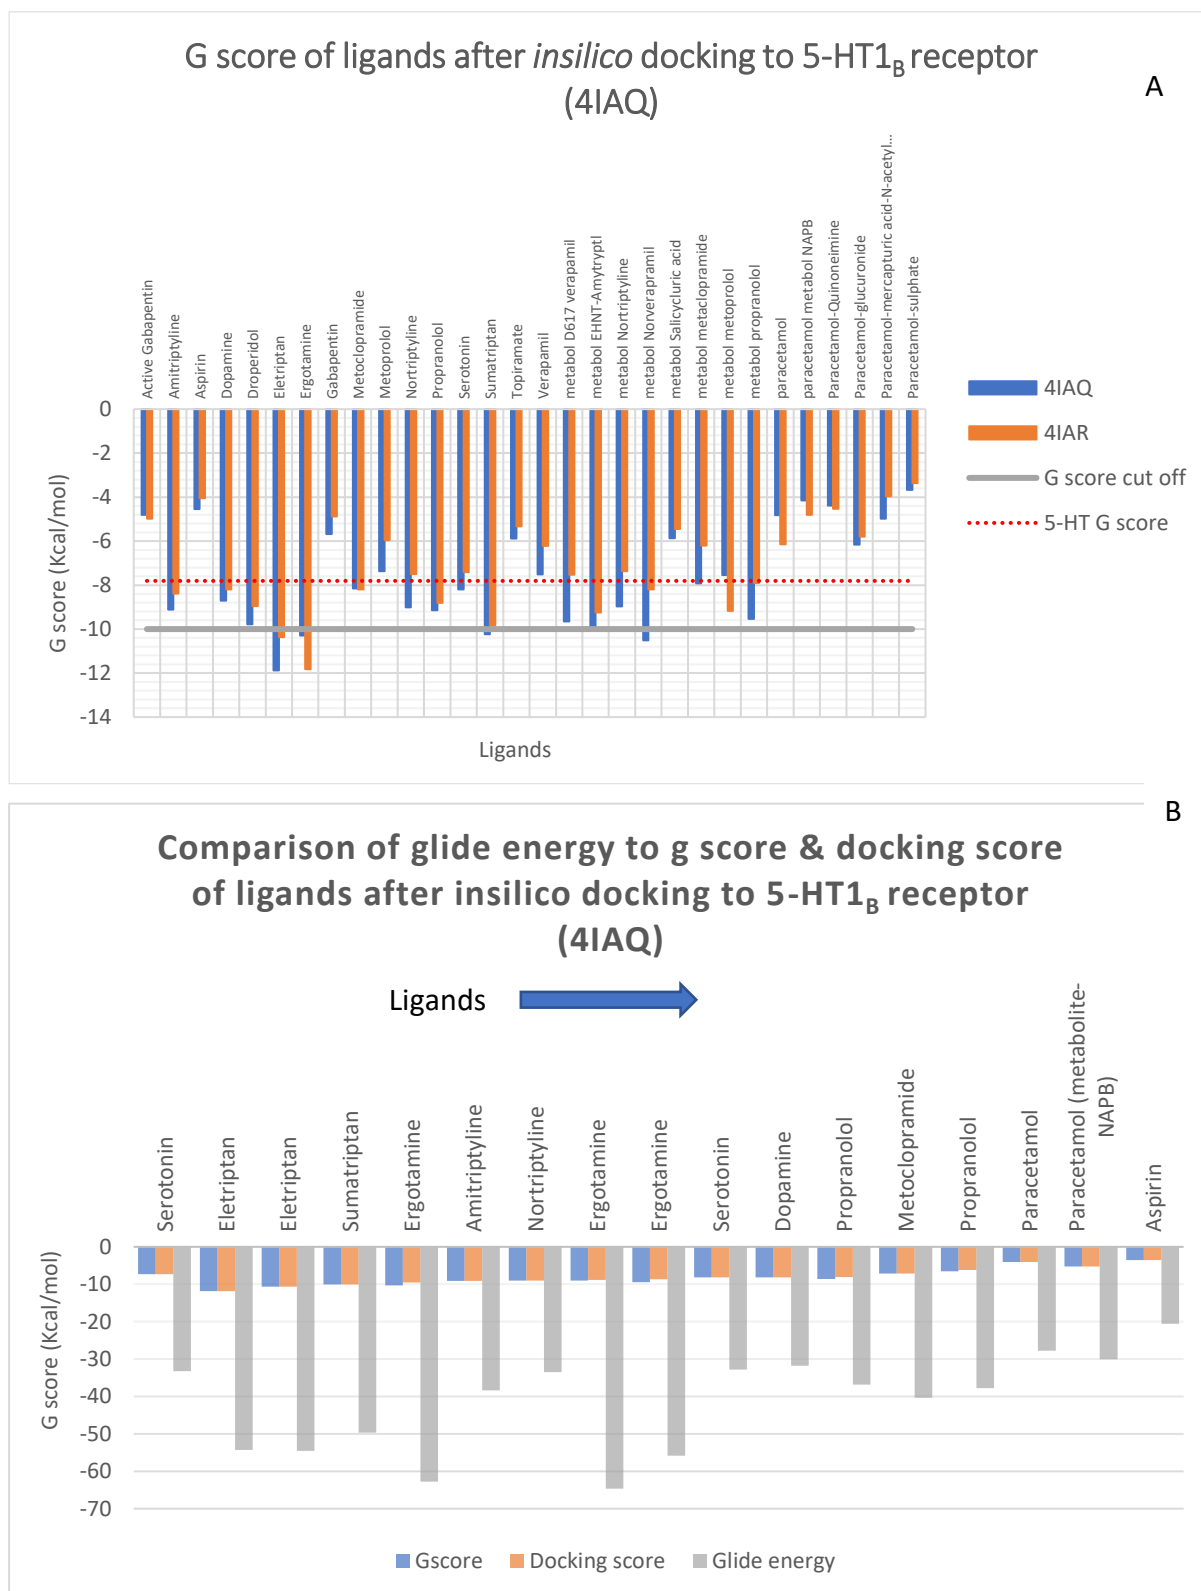 G score of ligands after insilico docking to 5-HT1B receptor
(4IAQ)
A
Active Gabapentin
Amitriptyline
Aspirin
Dopamine
Droperidol
Eletriptan
Ergotamine
Gabapentin
Metoclopramide
Metoprolol
Nortriptyline
Propranolol
Serotonin
Sumatriptan
Topiramate
Verapamil
metabol D617 verapamil
metabol EHNT-Amytryptl
metabol Nortriptyline
metabol Norverapramil
metabol Salicycluric acid
metabol metaclopramide
metabol metoprolol
metabol propranolol
paracetamol
paracetamol metabol NAPB
Paracetamol-Quinoneimine
Paracetamol-glucuronide
Paracetamol-mercapturic acid-N-acetyl...
Paracetamol-sulphate
0
-2
-4
-6
-8
-10
-12
-14
G score (Kcal/mol)
Ligands
4IAQ
4IAR
G score cut off
5-HT G score
B
Comparison of glide energy to g score & docking score
of ligands after insilico docking to 5-HT1B receptor
(4IAQ)
Ligands
Serotonin
Eletriptan
Eletriptan
Sumatriptan
Ergotamine
Amitriptyline
Nortriptyline
Ergotamine
Ergotamine
Serotonin
Dopamine
Propranolol
Metoclopramide
Propranolol
Paracetamol
Paracetamol (metabolite-
NAPB)
Aspirin
0
-10
-20
-30
-40
-50
-60
-70
G score (Kcal/mol)
Gscore
Docking score
Glide energy